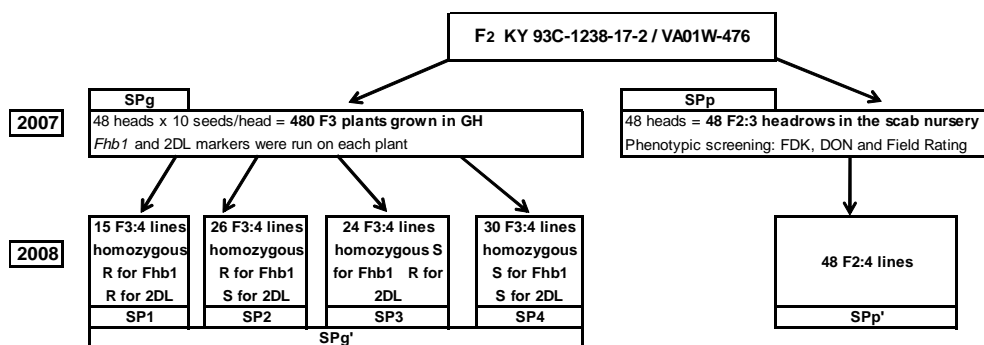 F2 KY 93C-1238-17-2 / VA01W-476
2007
SPg
48 heads x 10 seeds/head = 480 F3 plants grown in GH
Fhb1 and 2DL markers were run on each plant
SPp
48 heads = 48 F2:3 headrows in the scab nursery
Phenotypic screening: FDK, DON and Field Rating
2008
15 F3:4 lines
homozygous
R for Fhb1
R for 2DL
SP1
26 F3:4 lines
homozygous
R for Fhb1
S for 2DL
SP2
24 F3:4 lines
homozygous S
for Fhb1 R for
2DL
SP3
30 F3:4 lines
homozygous
S for Fhb1
S for 2DL
SP4
SPg'
48 F2:4 lines
SPp'